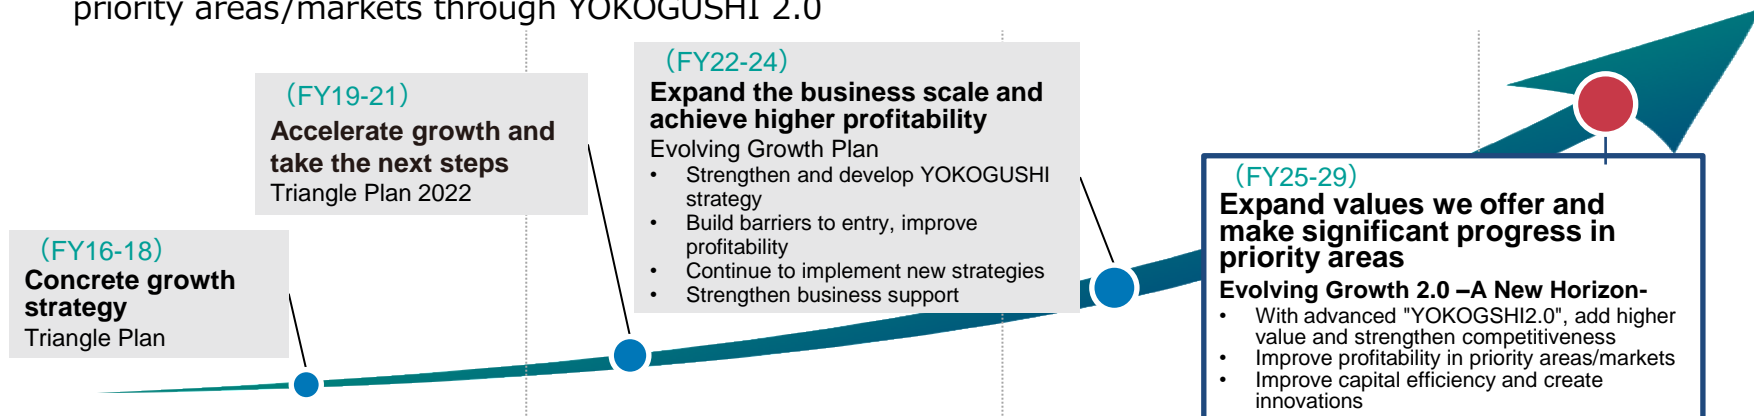 priority areas/markets through YOKOGUSHI 2.0
（FY16-18）
Concrete growth
strategy
Triangle Plan
（FY19-21）
Accelerate growth and
take the next steps
Triangle Plan 2022
（FY22-24）
Expand the business scale and
achieve higher profitability
Evolving Growth Plan
• Strengthen and develop YOKOGUSHI
strategy
• Build barriers to entry, improve
profitability
• Continue to implement new strategies
• Strengthen business support
（FY25-29）
Expand values we offer and
make significant progress in
priority areas
Evolving Growth 2.0 –A New Horizon-
• With advanced "YOKOGSHI2.0", add higher
value and strengthen competitiveness
• Improve profitability in priority areas/markets
• Improve capital efficiency and create
innovations